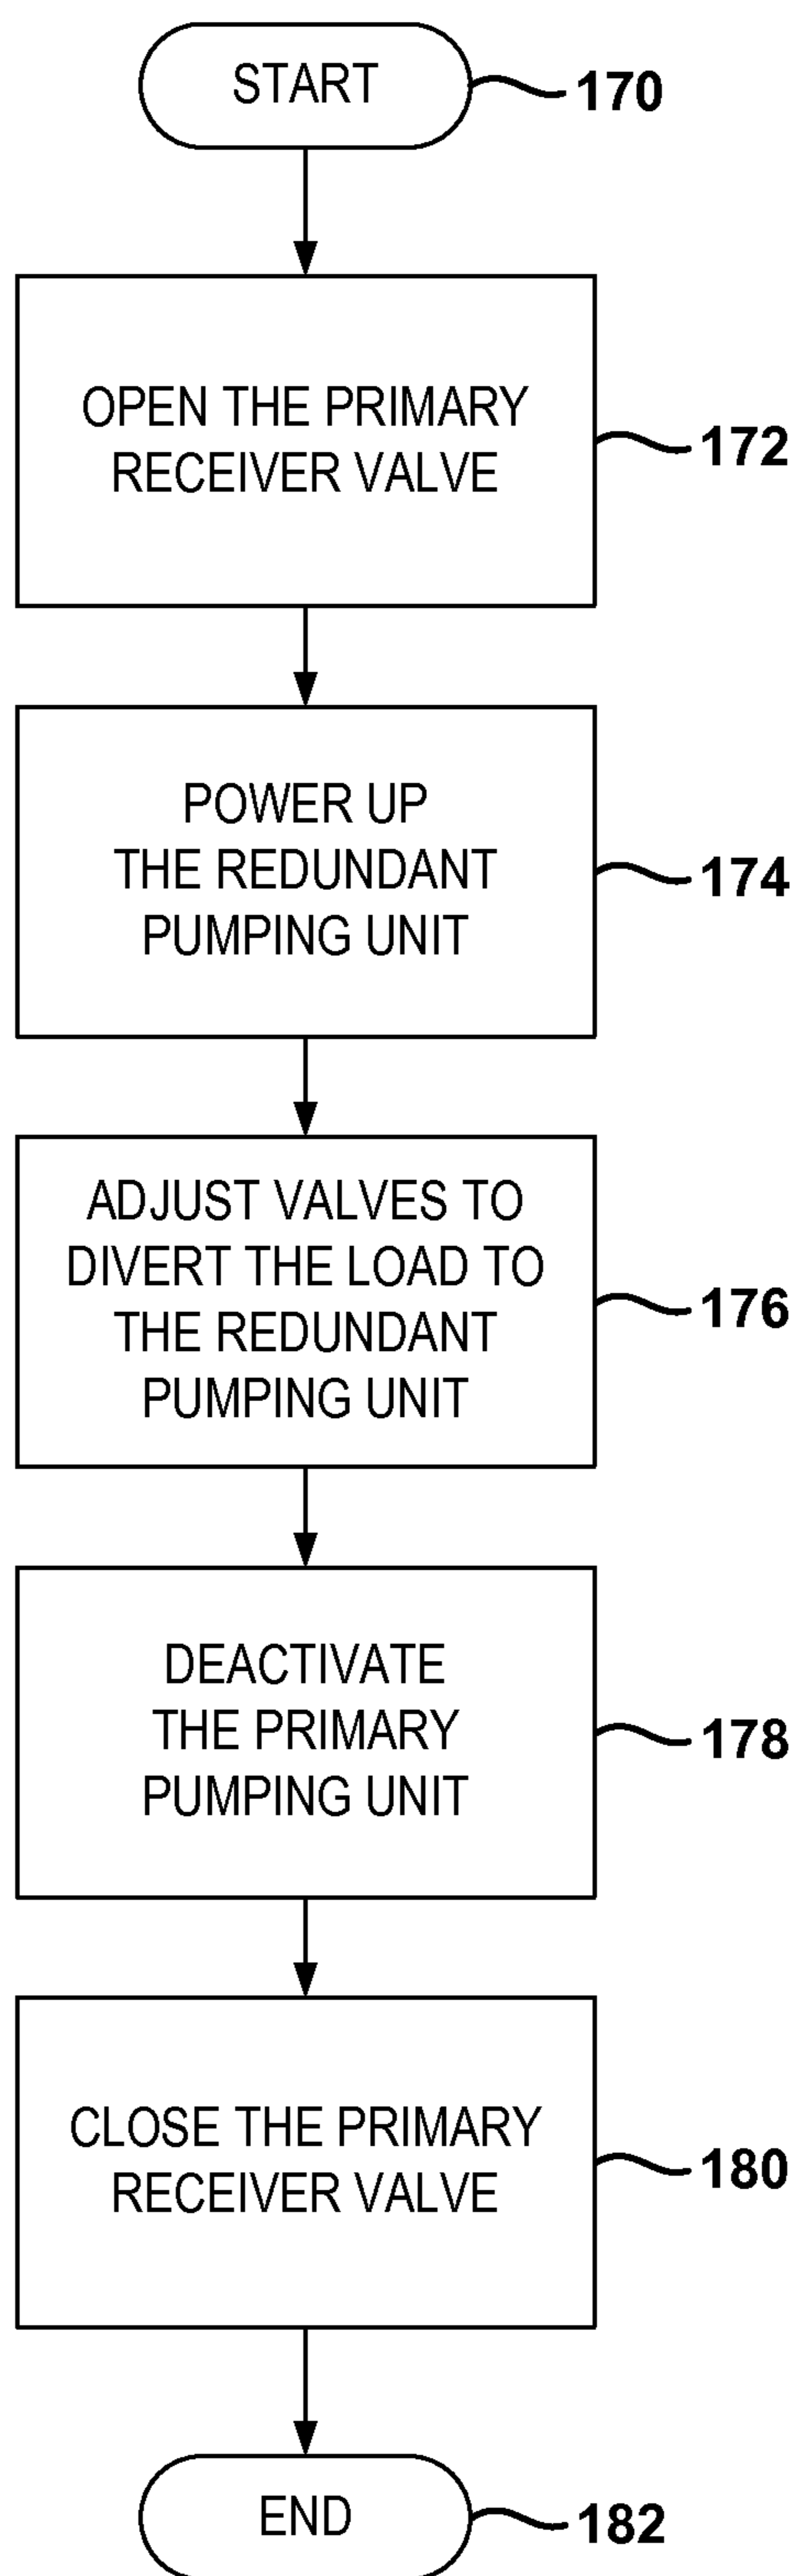 START
170
OPEN THE PRIMARY
RECEIVER VALVE
172
POWER UP
THE REDUNDANT
PUMPING UNIT
174
ADJUST VALVES TO
DIVERT THE LOAD TO
THE REDUNDANT
PUMPING UNIT
176
DEACTIVATE
THE PRIMARY
PUMPING UNIT
178
CLOSE THE PRIMARY
RECEIVER VALVE
180
END
182